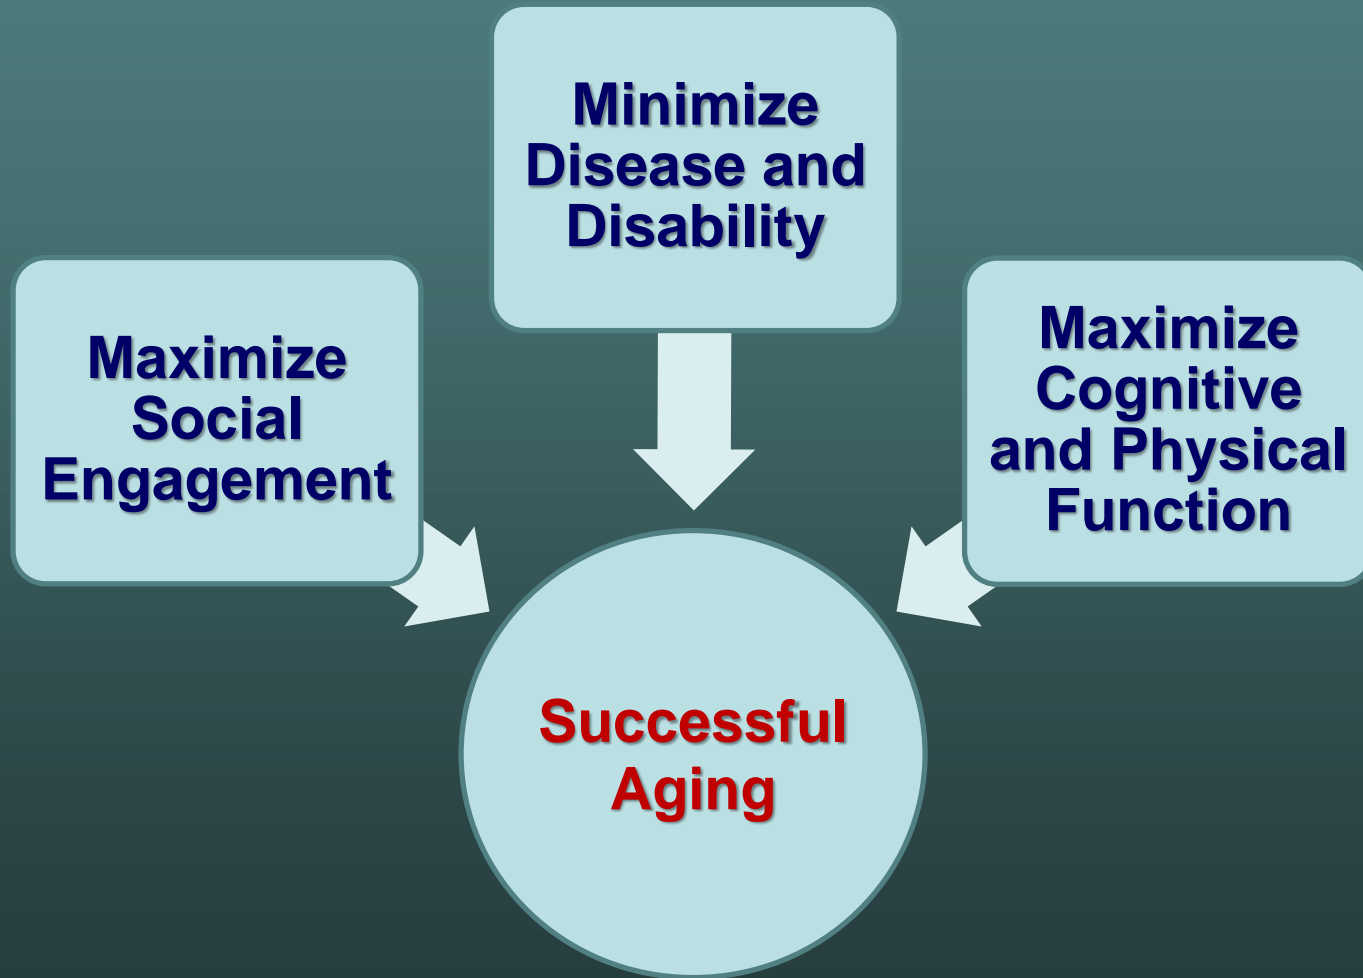 Minimize
Disease and
Disability
Maximize
Social
Engagement
Maximize
Cognitive
and Physical
Function
Successful
Aging